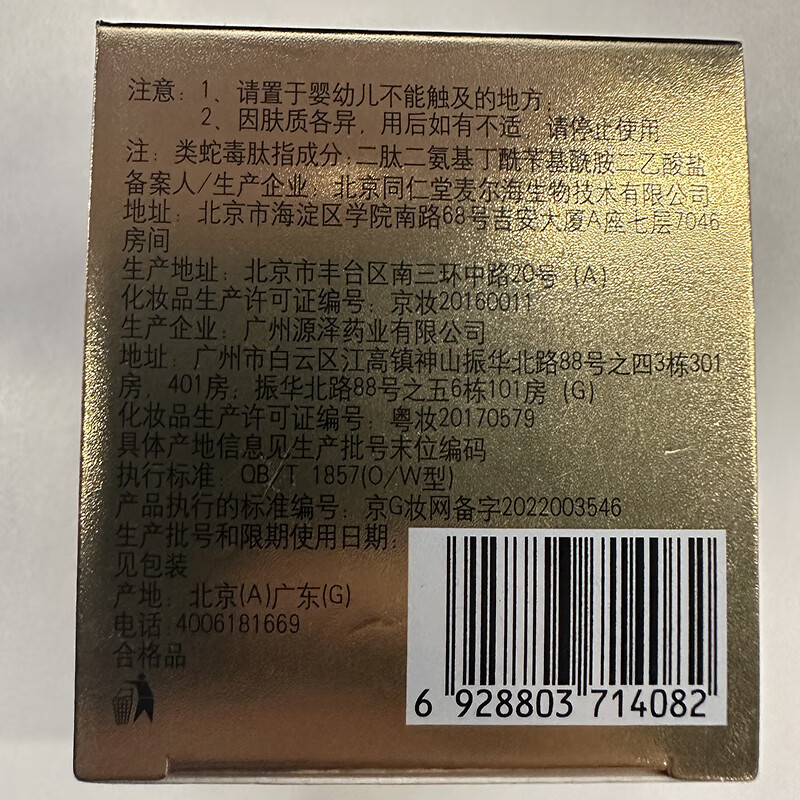 注意：1、请置于婴幼儿不能触及的地方；
2、因肤质各异，用后如有不适，请停止使用
注：类蛇毒肽指成分:二肽二氨基丁酰苄基酰胺二乙酸盐
备案人/生产企业：北京同仁堂麦尔海生物技术有限公司
地址：北京市海淀区学院南路68号吉安大厦A座七层7046
房间
生产地址：北京市丰台区南三环中路20号（A）
化妆品生产许可证编号：京妆20160011
生产企业：广州源泽药业有限公司
地址：广州市白云区江高镇神山振华北路88号之四3栋301
房，401房；振华北路88号之五6栋101房（G）
化妆品生产许可证编号：粤妆20170579
具体产地信息见生产批号末位编码
执行标准：QB/T 1857(O/W型)
产品执行的标准编号：京G妆网备字2022003546
生产批号和限期使用日期：
见包装
产地：北京(A)广东(G)
电话:4006181669
合格品
6 928803 714082